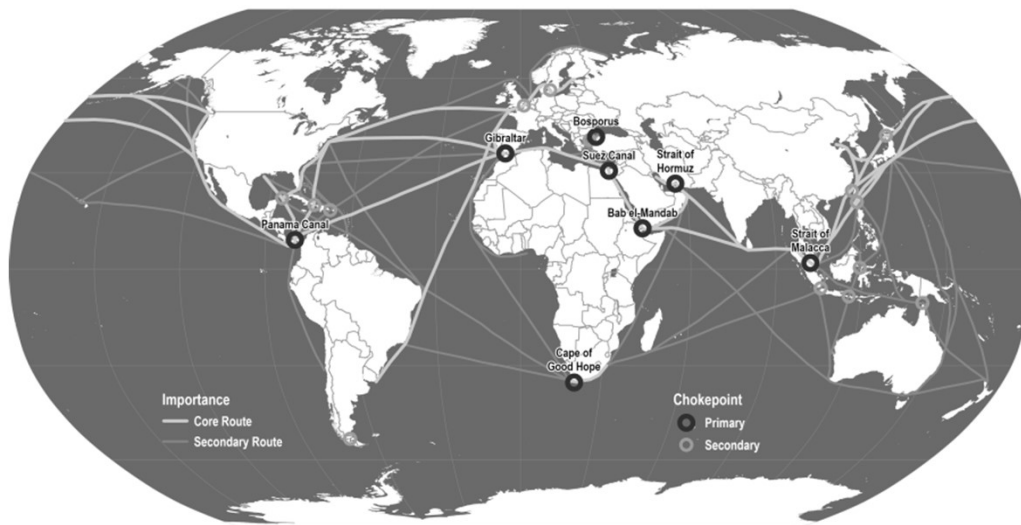 Bosporus
Gibraltar
Suez Canal
Strait of
Hormuz
Bab el-Mandab
Panama Canal
Strait of
Malacca
Cape of
Good Hope
Importance
Core Route
Secondary Route
Chokepoint
Primary
Secondary